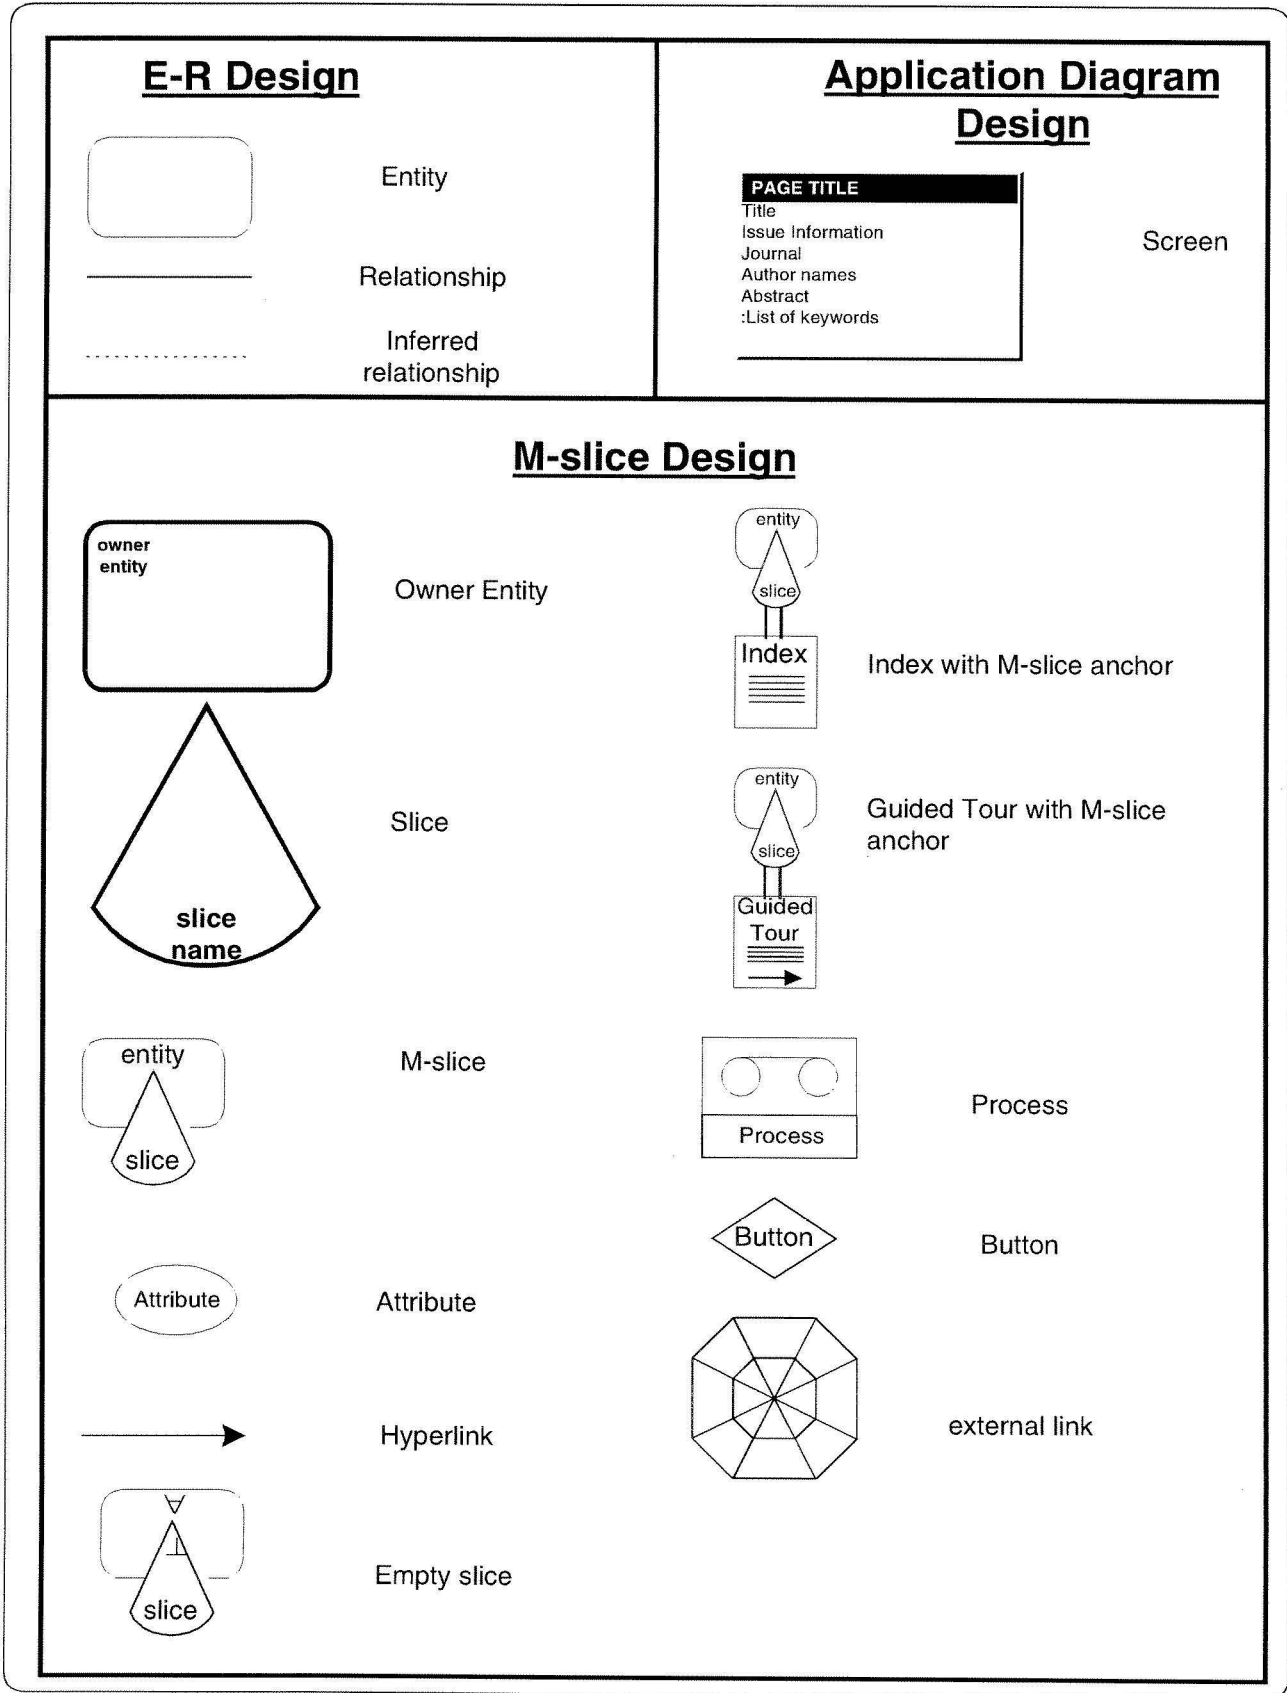 E-R Design
Entity
Relationship
Inferred
relationship
Application Diagram
Design
PAGE TITLE
Title
Issue Information
Journal
Author names
Abstract
:List of keywords
Screen
M-slice Design
owner
entity
Owner Entity
slice
name
Slice
entity
slice
M-slice
Attribute
Attribute
Hyperlink
∀
⊥
slice
Empty slice
entity
slice
Index
Index with M-slice anchor
entity
slice
Guided
Tour
Guided Tour with M-slice
anchor
Process
Process
Button
Button
external link